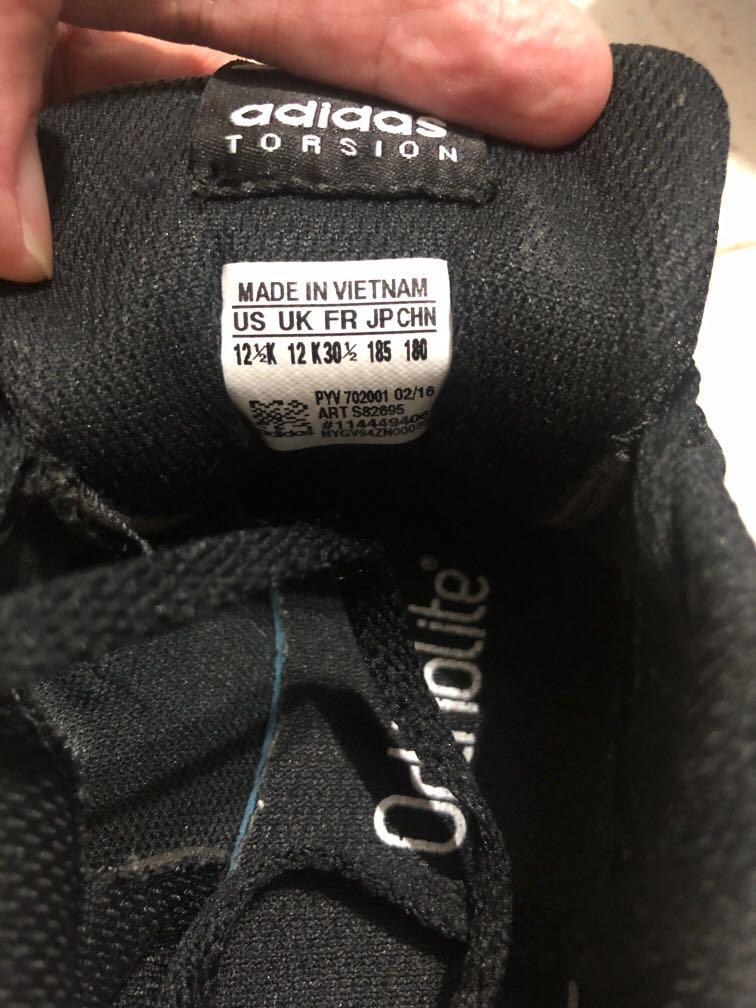 adidas
TORSION
MADE IN VIETNAM
US UK FR JP CHN
12½K 12 K 30½ 185 180
PYV 702001 02/16
ART S82695
OrthoLite®